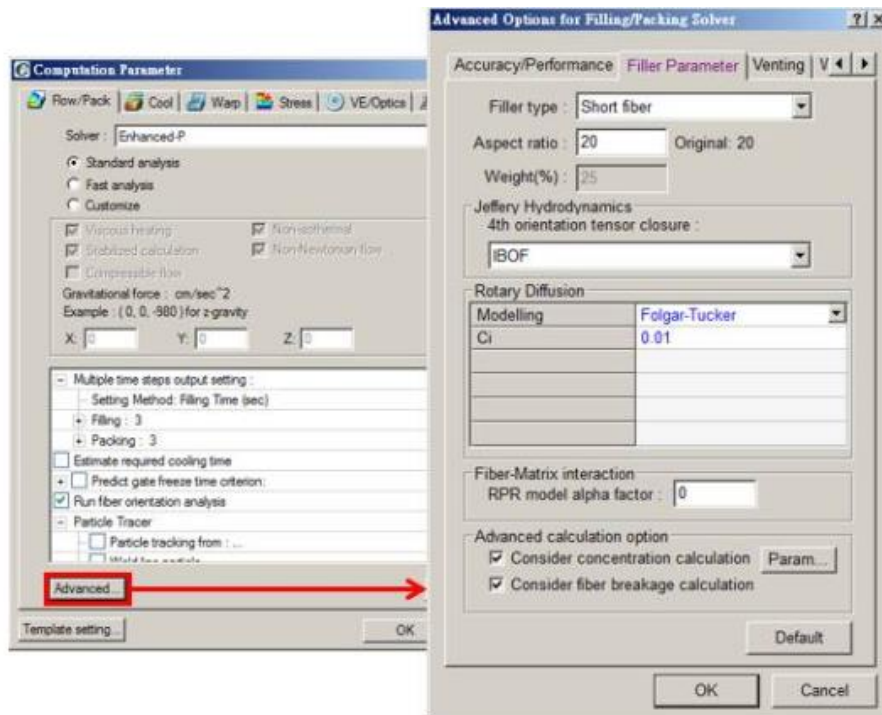 Computation Parameter
Flow/Pack Cool Warp Stress VE/Optics
Solver : Enhanced-P
Standard analysis
Fast analysis
Customize
Viscous heating Non-isothermal
Stabilized calculation Non-Newtonian flow
Compressible flow
Gravitational force : cm/sec^2
Example : ( 0, 0, -980 ) for z-gravity
X: 0 Y: 0 Z: 0
Multiple time steps output setting :
Setting Method: Filling Time (sec)
Filling : 3
Packing : 3
Estimate required cooling time
Predict gate freeze time criterion:
Run fiber orientation analysis
Particle Tracer
Particle tracking from : ...
Weld line particle
Advanced...
Template setting...
OK
Advanced Options for Filling/Packing Solver
Accuracy/Performance Filler Parameter Venting V
Filler type : Short fiber
Aspect ratio : 20 Original: 20
Weight(%) : 25
Jeffery Hydrodynamics
4th orientation tensor closure :
IBOF
Rotary Diffusion
Modelling Folgar-Tucker
Ci 0.01
Fiber-Matrix interaction
RPR model alpha factor : 0
Advanced calculation option
Consider concentration calculation Param...
Consider fiber breakage calculation
Default
OK Cancel